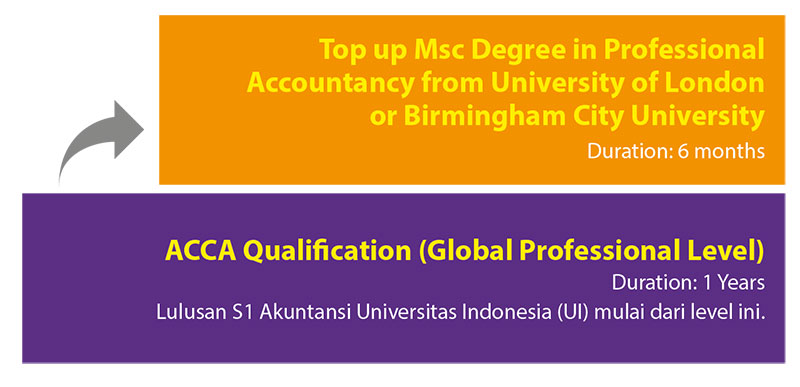 Top up Msc Degree in Professional
Accountancy from University of London
or Birmingham City University
Duration: 6 months
ACCA Qualification (Global Professional Level)
Duration: 1 Years
Lulusan S1 Akuntansi Universitas Indonesia (UI) mulai dari level ini.